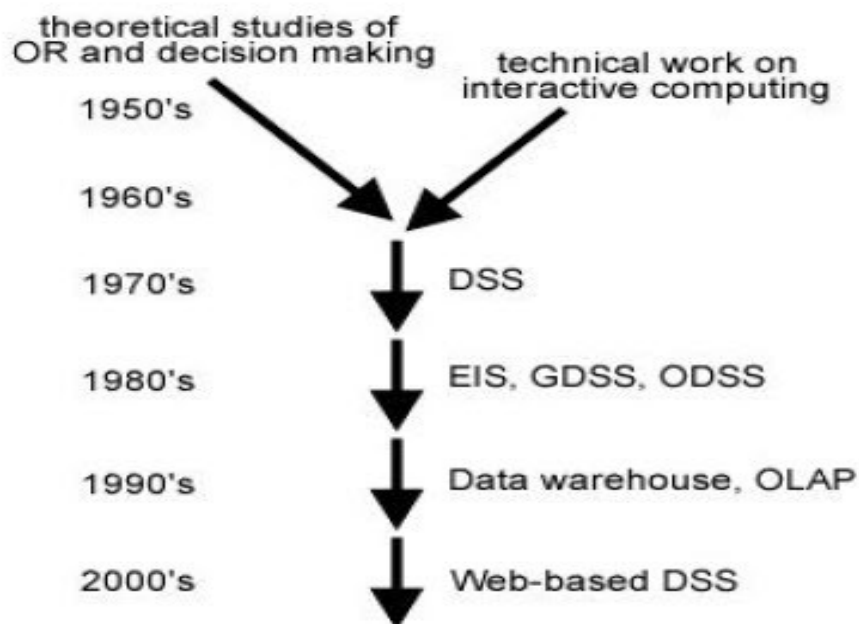 theoretical studies of
OR and decision making
technical work on
interactive computing
1950's
1960's
1970's
DSS
1980's
EIS, GDSS, ODSS
1990's
Data warehouse, OLAP
2000's
Web-based DSS